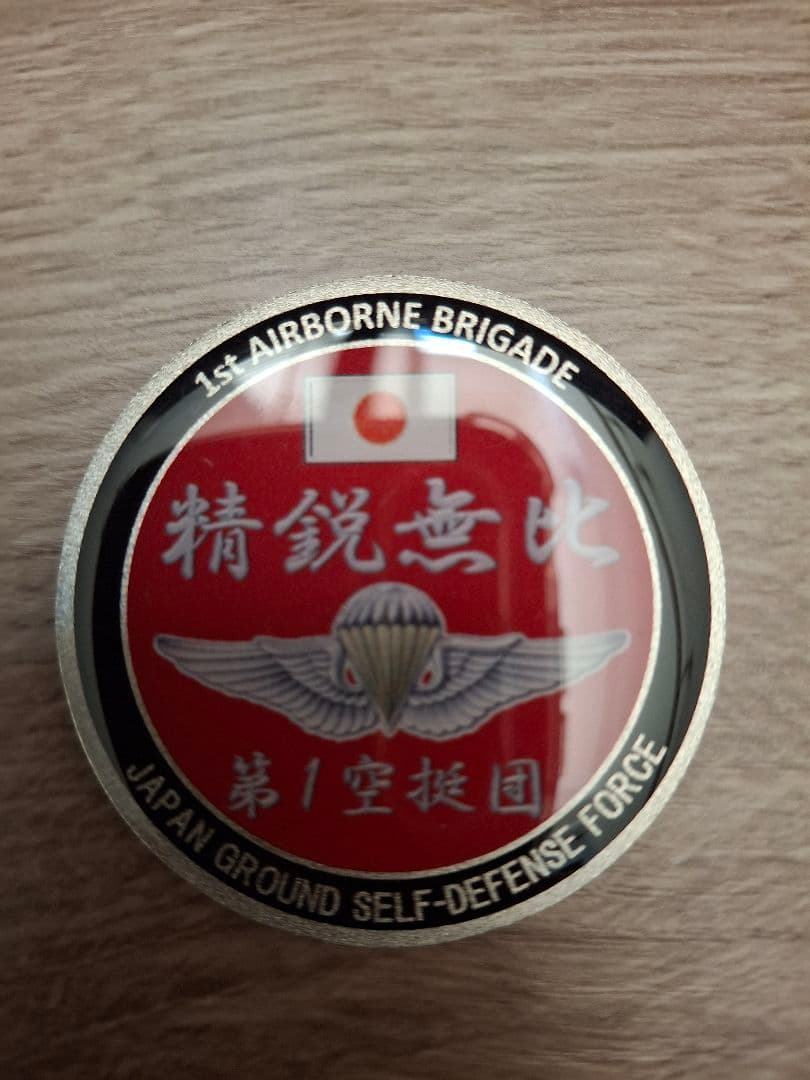 1st AIRBORNE BRIGADE
精鋭無比
第1空挺団
JAPAN GROUND SELF-DEFENSE FORCE